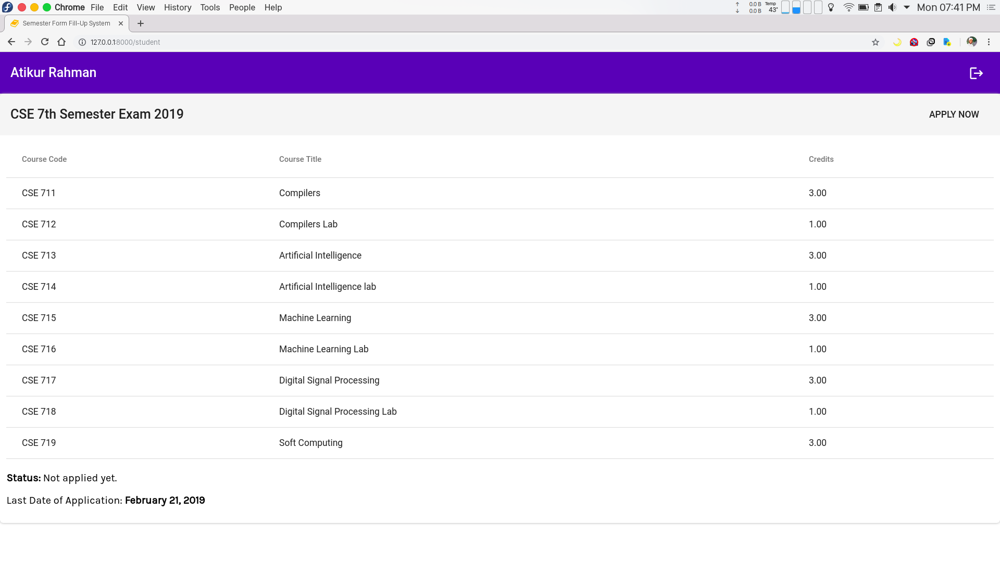 Chrome File Edit View History Tools People Help
0.0 B Temp
0.0 B 43°
Mon 07:41 PM
Semester Form Fill-Up System
127.0.0.1:8000/student
Atikur Rahman
CSE 7th Semester Exam 2019 APPLY NOW
Course Code Course Title Credits
CSE 711 Compilers 3.00
CSE 712 Compilers Lab 1.00
CSE 713 Artificial Intelligence 3.00
CSE 714 Artificial Intelligence lab 1.00
CSE 715 Machine Learning 3.00
CSE 716 Machine Learning Lab 1.00
CSE 717 Digital Signal Processing 3.00
CSE 718 Digital Signal Processing Lab 1.00
CSE 719 Soft Computing 3.00
Status: Not applied yet.
Last Date of Application: February 21, 2019